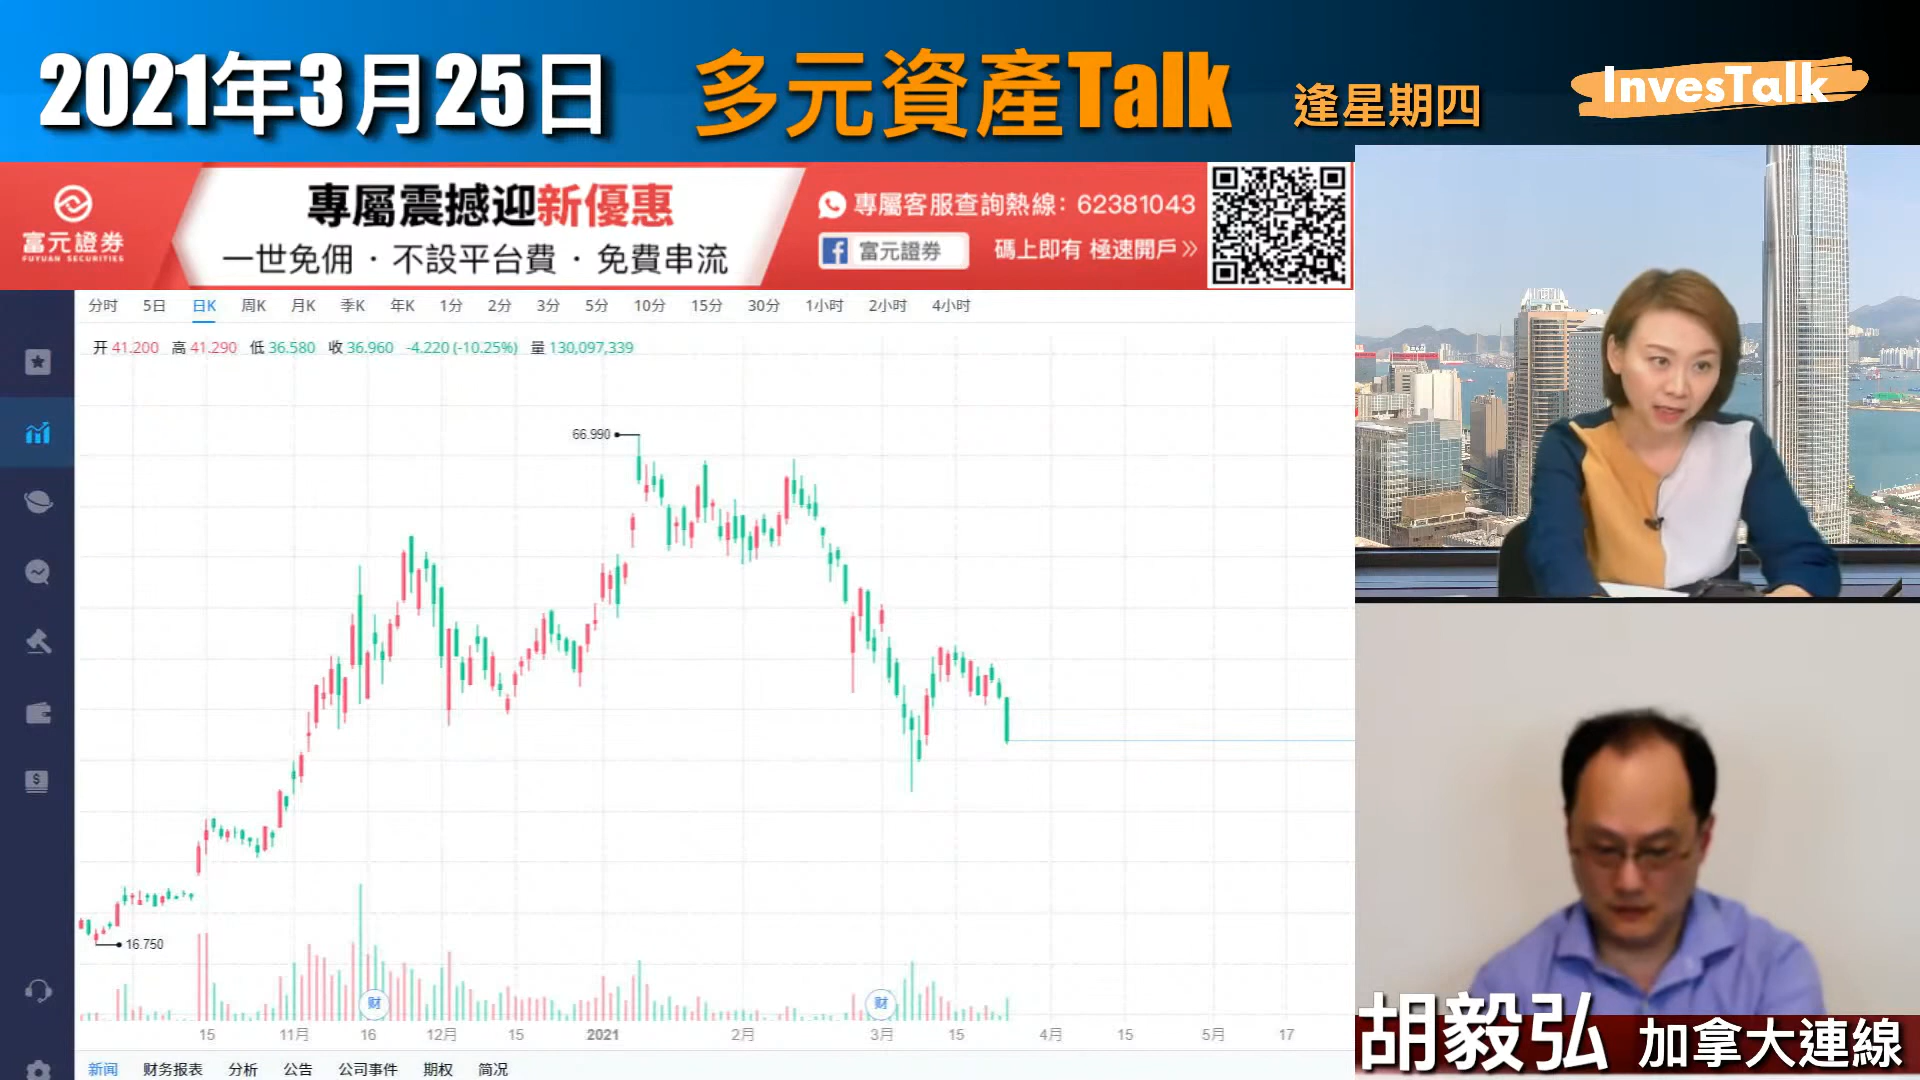 2021年3月25日
多元資產Talk
逢星期四
InvesTalk
富元證券
FUYUAN SECURITIES
專屬震撼迎新優惠
一世免佣 · 不設平台費 · 免費串流
專屬客服查詢熱線：62381043
富元證券
碼上即有 極速開戶 »
分时 5日 日K 周K 月K 季K 年K 1分 2分 3分 5分 10分 15分 30分 1小时 2小时 4小时
开 41.200 高 41.290 低 36.580 收 36.960 -4.220 (-10.25%) 量 130,097,339
66.990
16.750
财 财
15 11月 16 12月 15 2021 2月 3月 15 4月 15 5月 17
新闻 财务报表 分析 公告 公司事件 期权 简况
胡毅弘 加拿大連線